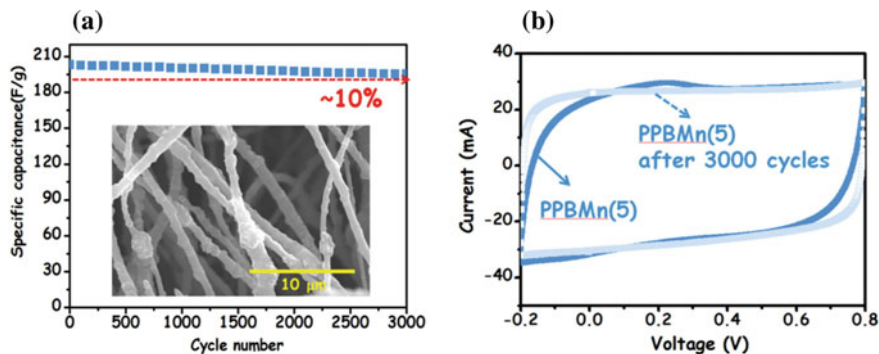 (a)
Specific capacitance(F/g)
210
180
150
120
90
60
30
0
~10%
10 μm
0 500 1000 1500 2000 2500 3000
Cycle number
(b)
Current (mA)
40
20
0
-20
-40
PPBMn(5)
after 3000 cycles
PPBMn(5)
-0.2 0.0 0.2 0.4 0.6 0.8
Voltage (V)